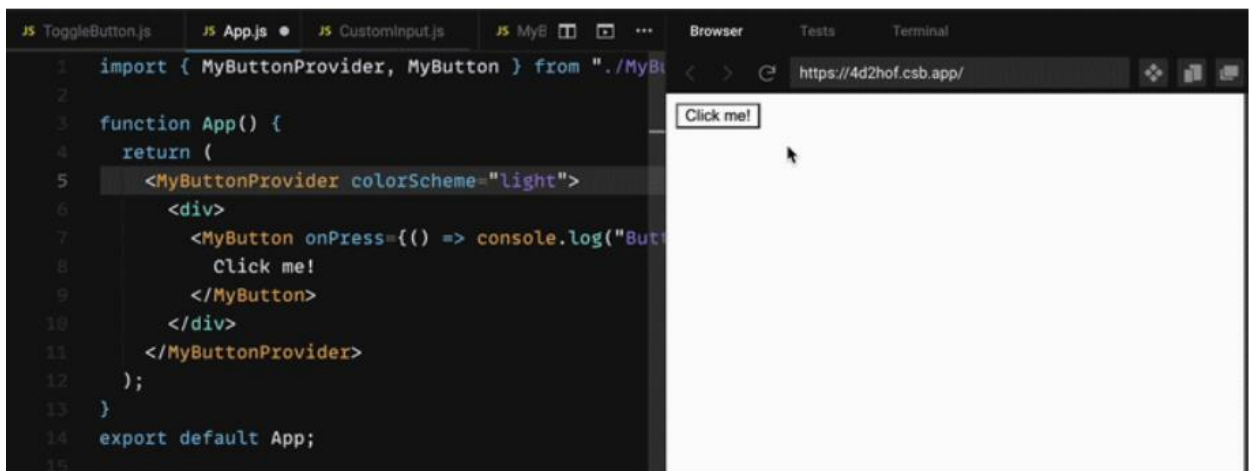 JS ToggleButton.js JS App.js JS CustomInput.js JS MyB
Browser Tests Terminal
https://4d2hof.csb.app/
1 import { MyButtonProvider, MyButton } from "./MyBu
2
3 function App() {
4 return (
5 <MyButtonProvider colorScheme="light">
6 <div>
7 <MyButton onPress={() => console.log("Butt
8 Click me!
9 </MyButton>
10 </div>
11 </MyButtonProvider>
12 );
13 }
14 export default App;
15
Click me!